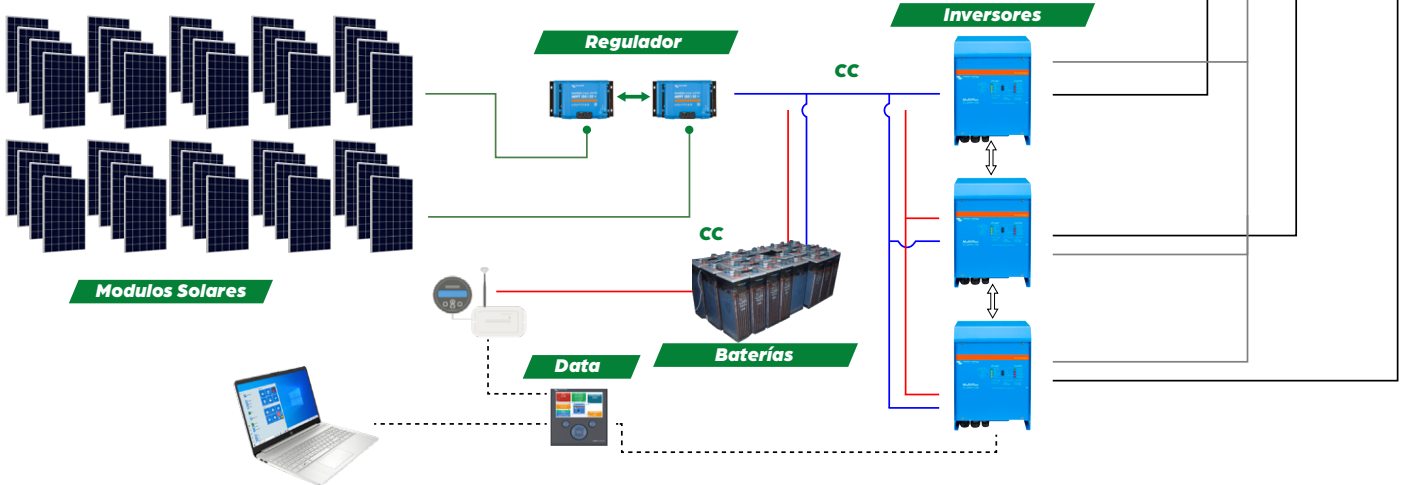 Inversores
Regulador
CC
CC
Modulos Solares
Baterías
Data